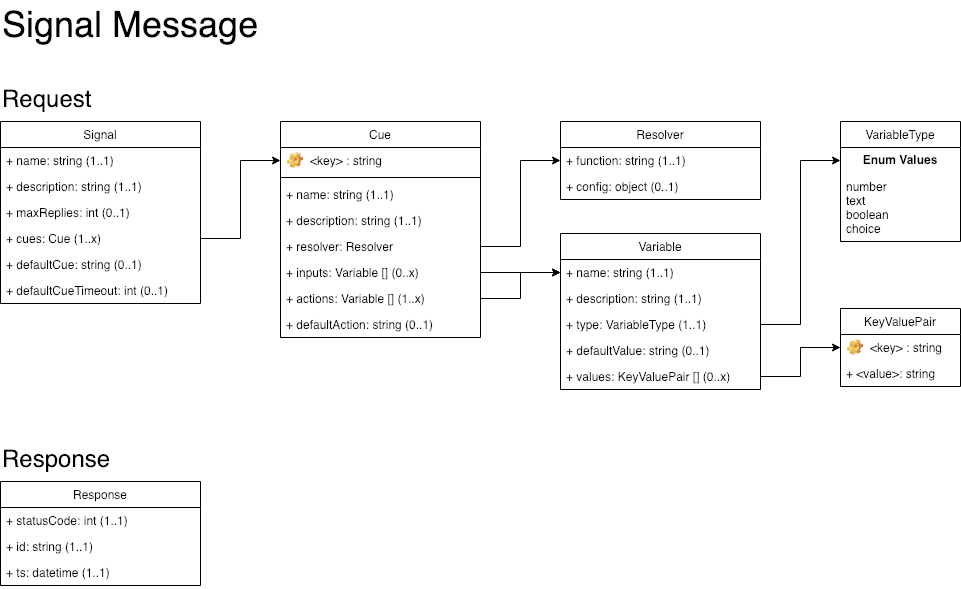 Signal Message
Request
Signal
+ name: string (1..1)
+ description: string (1..1)
+ maxReplies: int (0..1)
+ cues: Cue (1..x)
+ defaultCue: string (0..1)
+ defaultCueTimeout: int (0..1)
Cue
<key> : string
+ name: string (1..1)
+ description: string (1..1)
+ resolver: Resolver
+ inputs: Variable [] (0..x)
+ actions: Variable [] (1..x)
+ defaultAction: string (0..1)
Resolver
+ function: string (1..1)
+ config: object (0..1)
Variable
+ name: string (1..1)
+ description: string (1..1)
+ type: VariableType (1..1)
+ defaultValue: string (0..1)
+ values: KeyValuePair [] (0..x)
VariableType
Enum Values
number
text
boolean
choice
KeyValuePair
<key> : string
+ <value>: string
Response
Response
+ statusCode: int (1..1)
+ id: string (1..1)
+ ts: datetime (1..1)